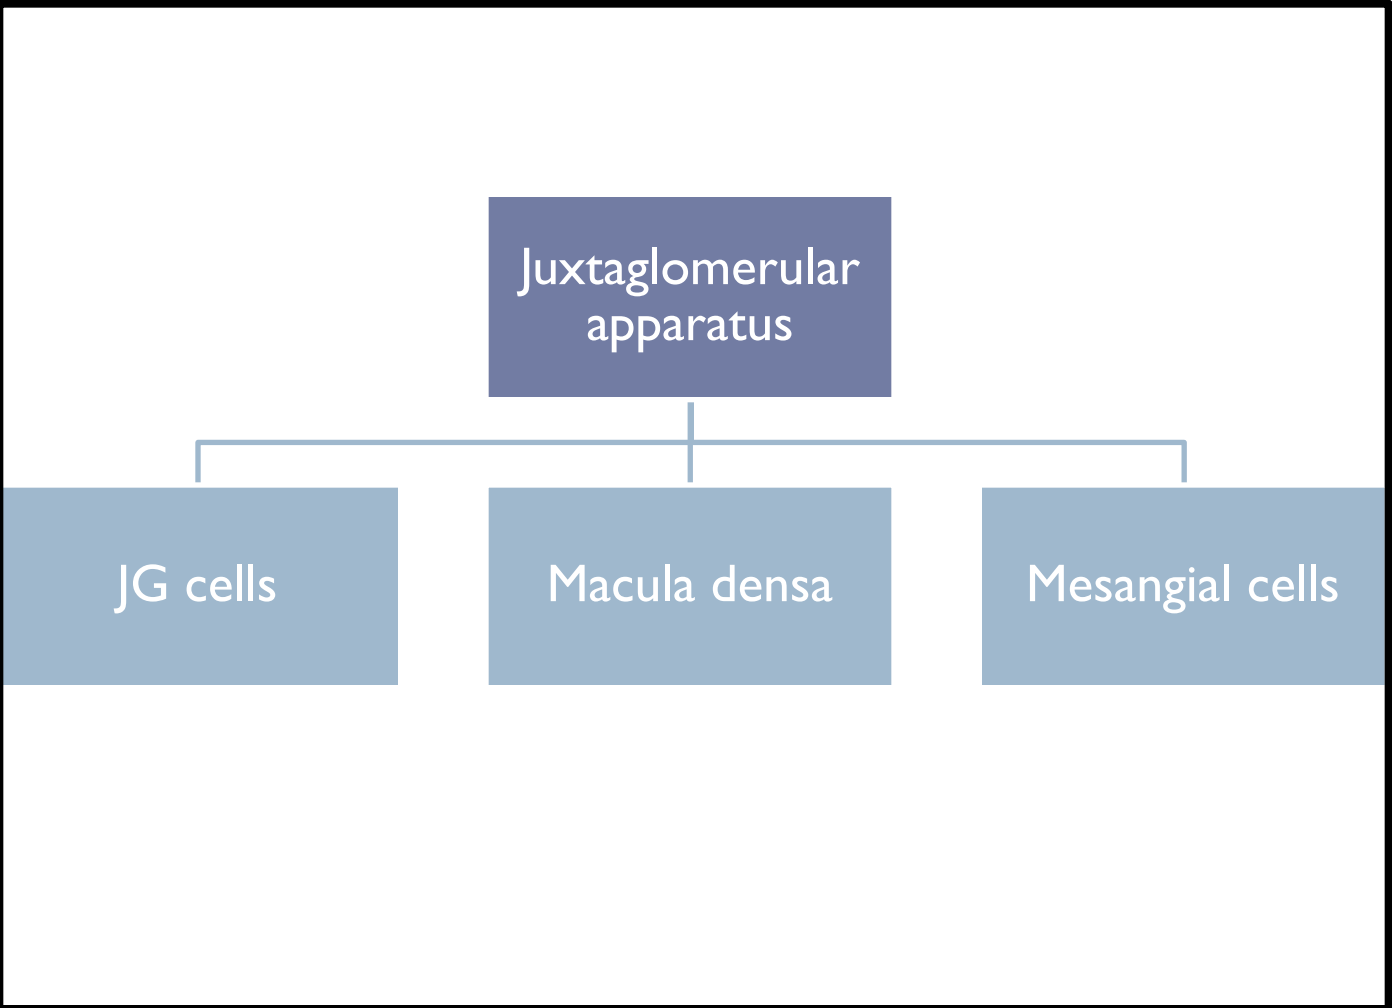 Juxtaglomerular
apparatus
JG cells
Macula densa
Mesangial cells